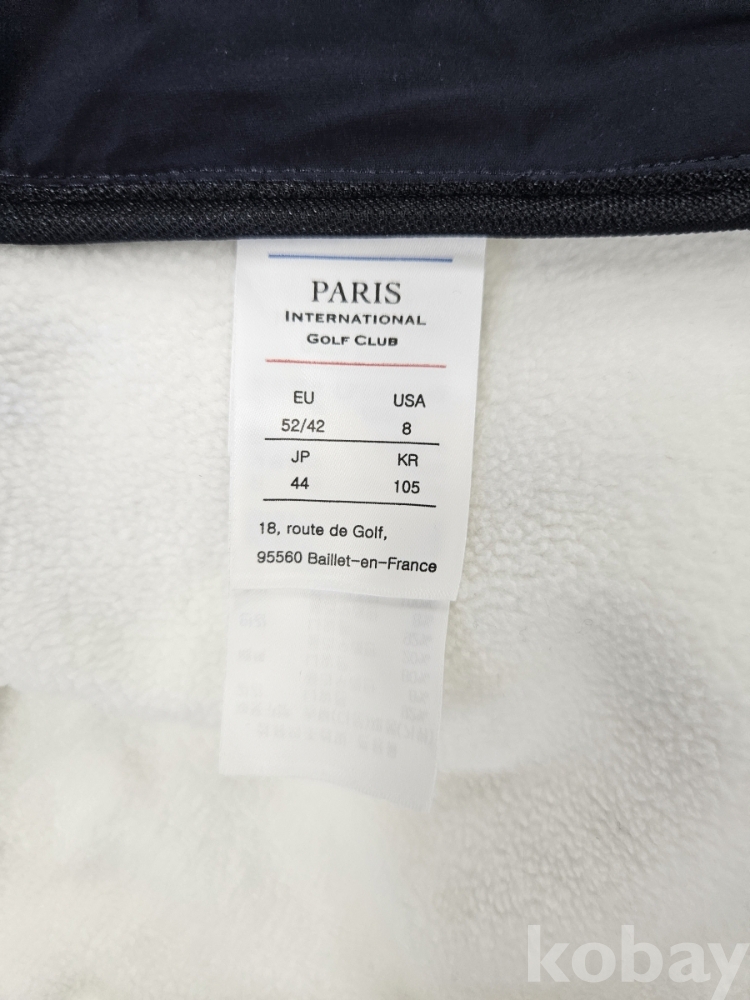 PARIS
INTERNATIONAL
GOLF CLUB
EU USA
52/42 8
JP KR
44 105
18, route de Golf,
95560 Baillet-en-France
kobay